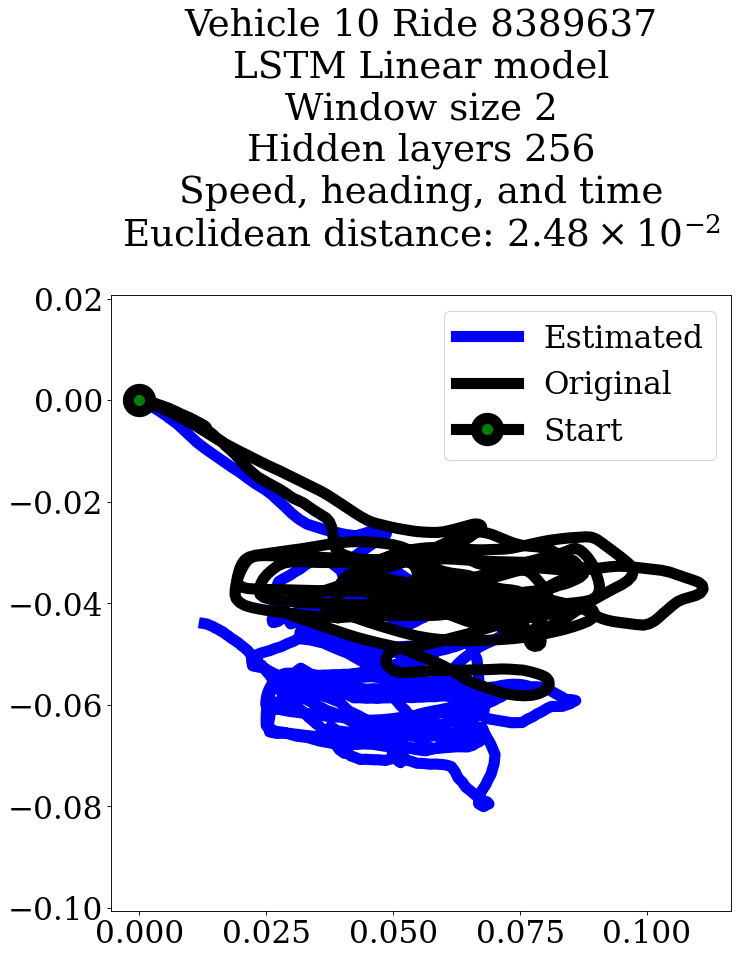 Vehicle 10 Ride 8389637
LSTM Linear model
Window size 2
Hidden layers 256
Speed, heading, and time
Euclidean distance: 2.48 × 10⁻²
0.02
0.00
−0.02
−0.04
−0.06
−0.08
−0.10
Estimated
Original
Start
0.000 0.025 0.050 0.075 0.100